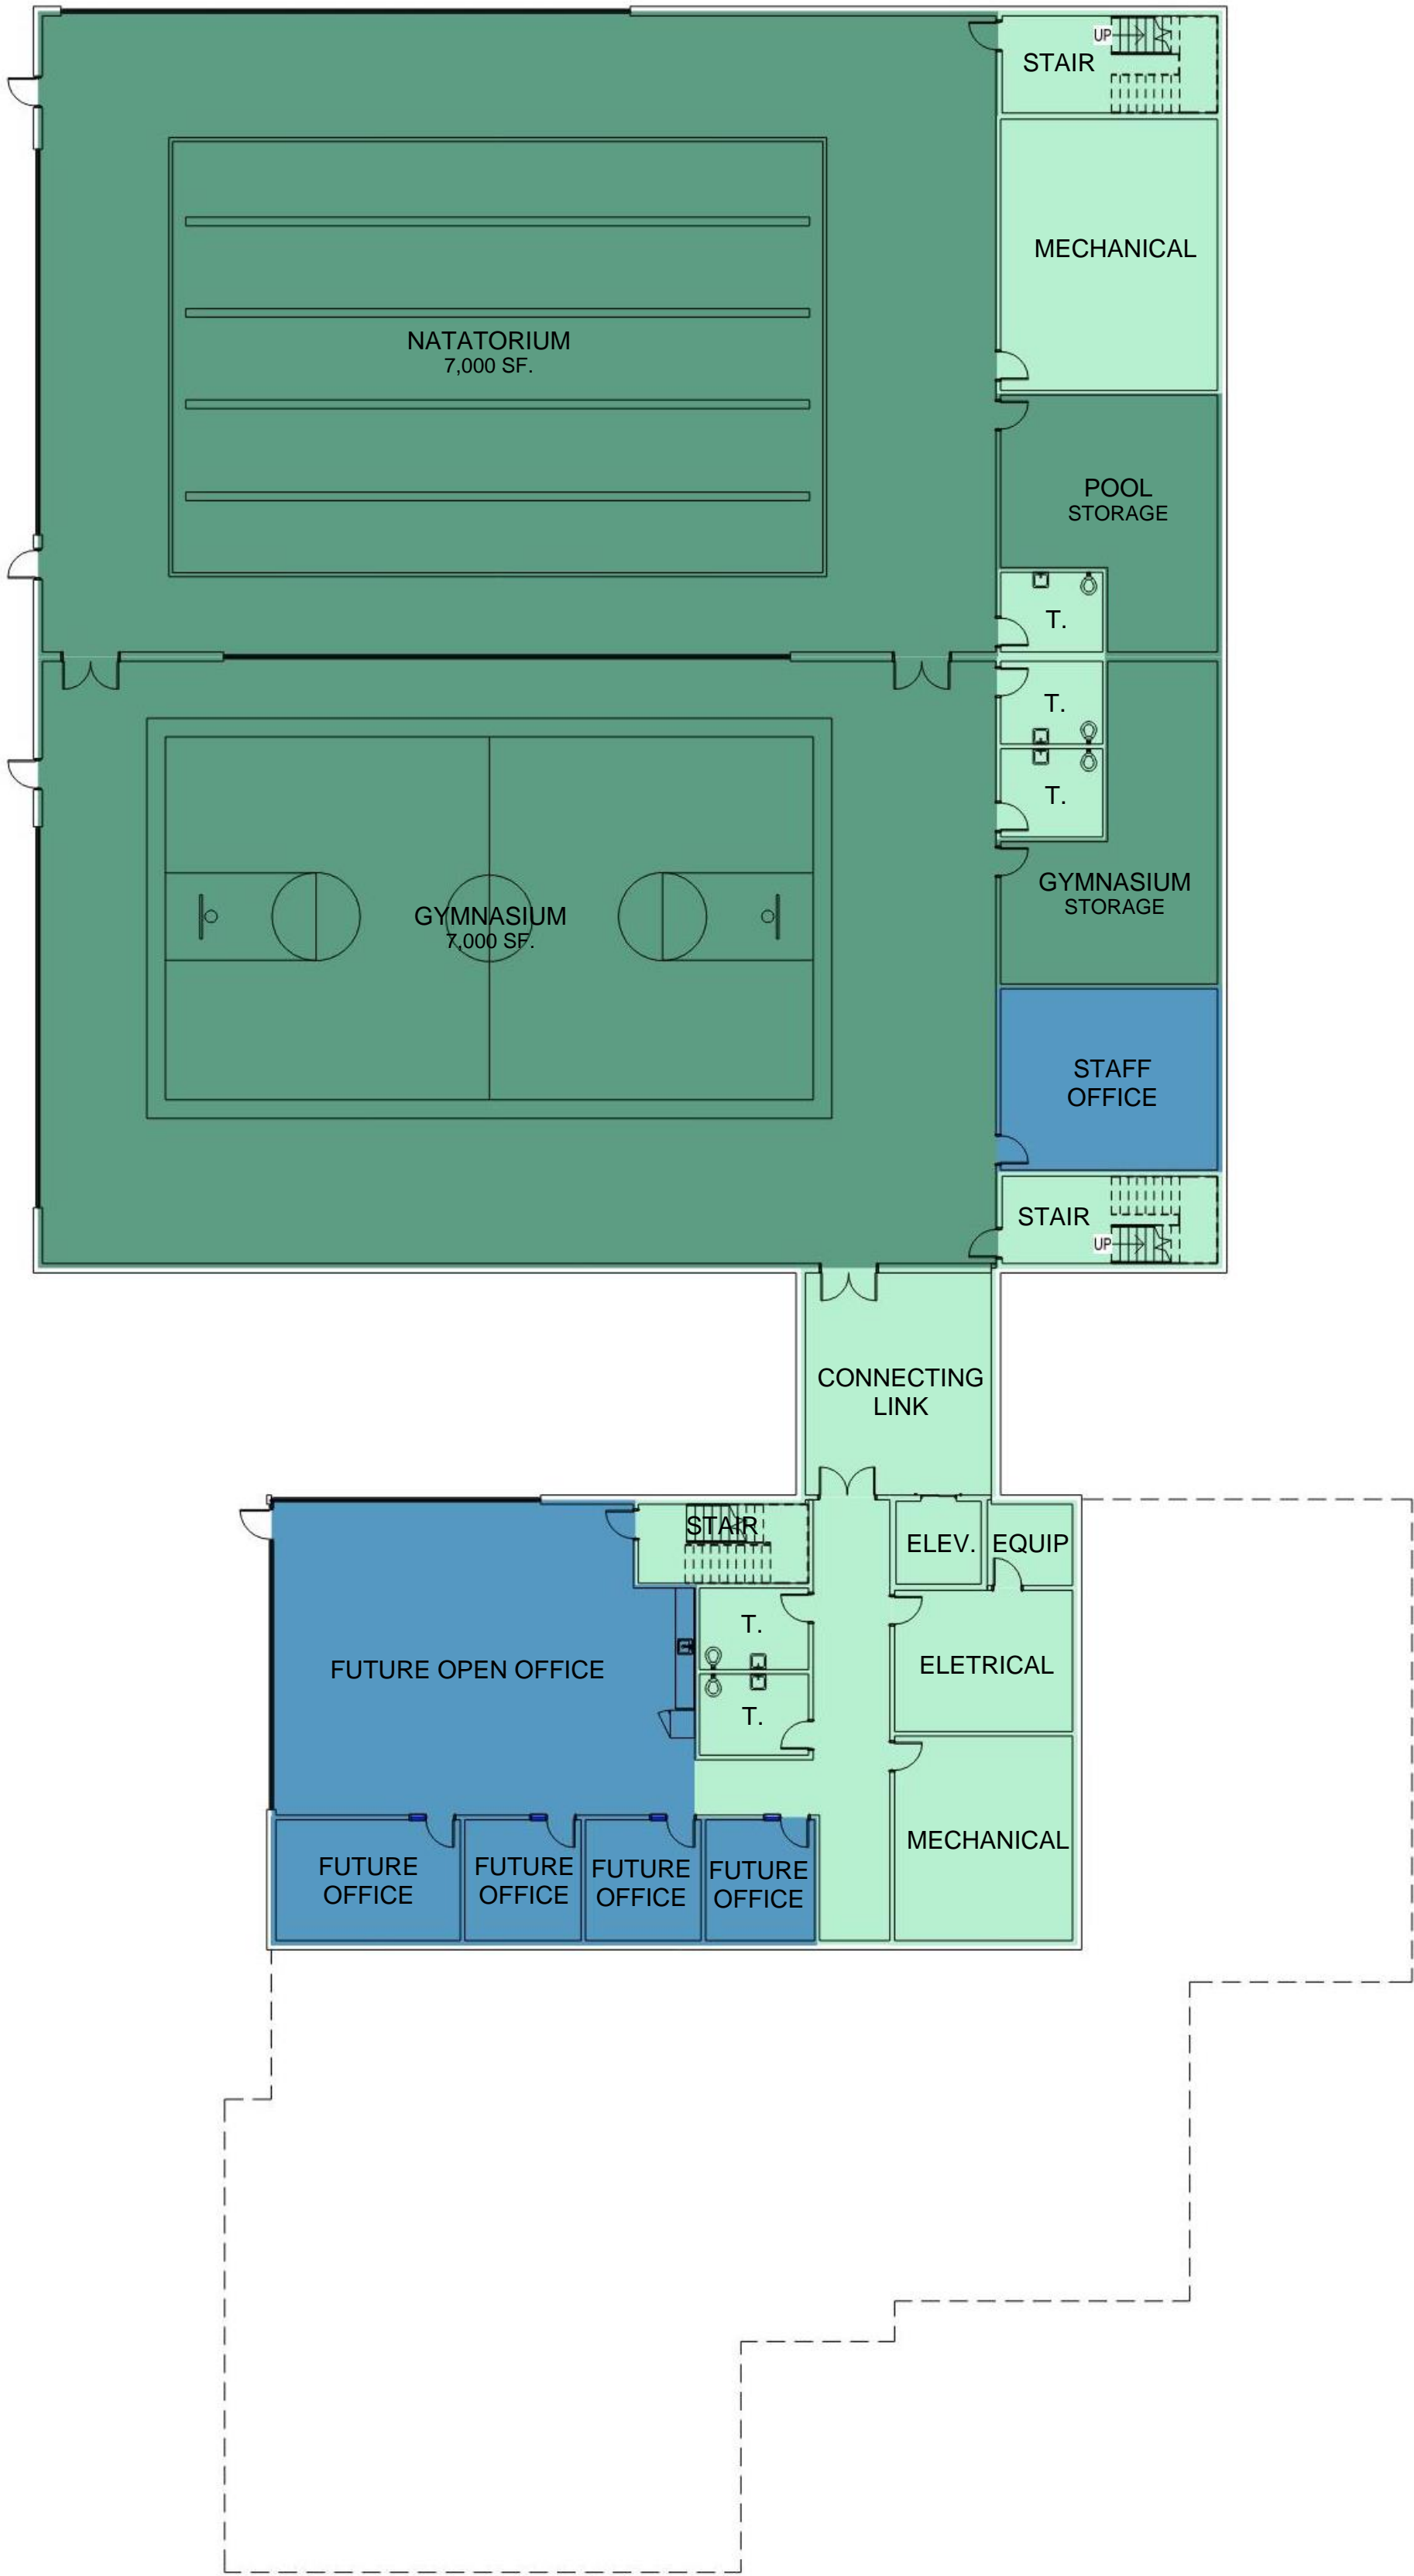 UP
STAIR
MECHANICAL
NATATORIUM
7,000 SF.
POOL
STORAGE
T.
T.
T.
GYMNASIUM
STORAGE
GYMNASIUM
7,000 SF.
STAFF
OFFICE
STAIR
UP
CONNECTING
LINK
STAIR
ELEV.
EQUIP
T.
FUTURE OPEN OFFICE
ELETRICAL
T.
MECHANICAL
FUTURE
OFFICE
FUTURE
OFFICE
FUTURE
OFFICE
FUTURE
OFFICE